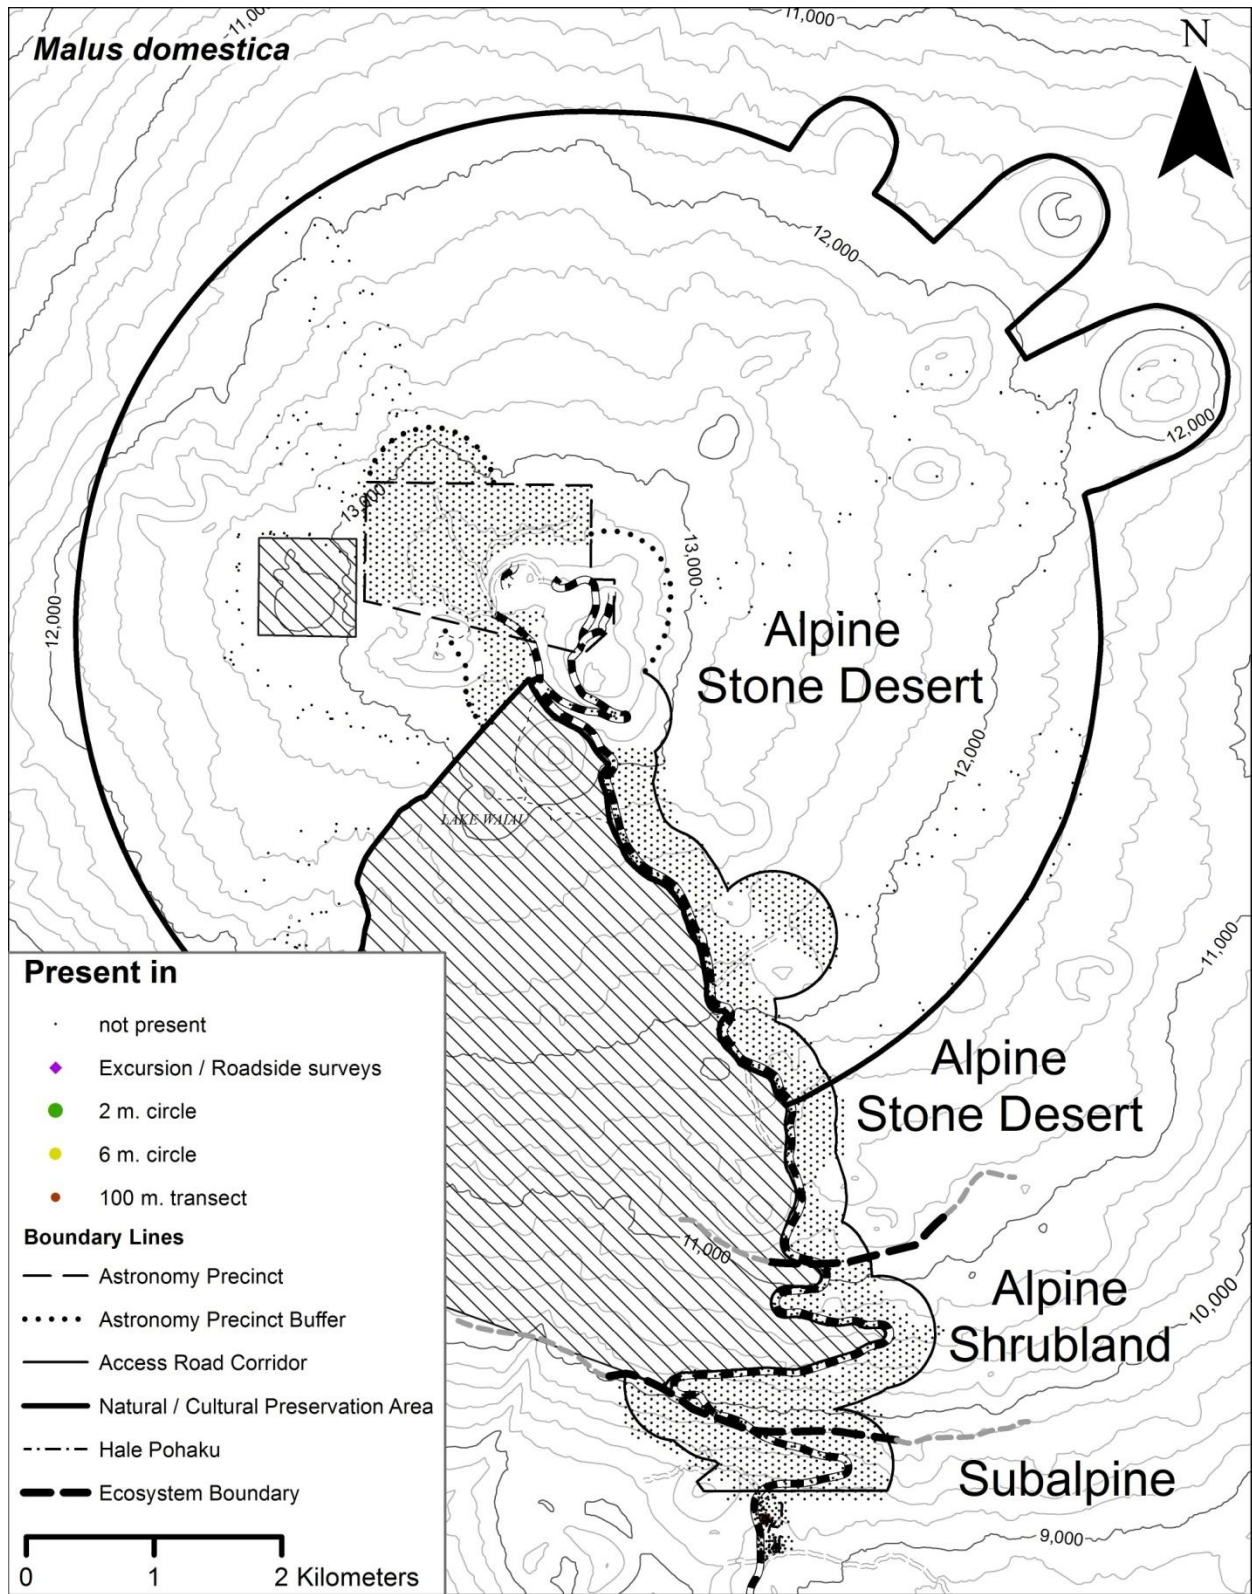 11,000
11,000
Malus domestica
N
12,000
12,000
13,000
13,000
12,000
Alpine
Stone Desert
12,000
LAKE WAIAU
11,000
Present in
not present
Excursion / Roadside surveys
2 m. circle
6 m. circle
100 m. transect
Boundary Lines
Astronomy Precinct
Astronomy Precinct Buffer
Access Road Corridor
Natural / Cultural Preservation Area
Hale Pohaku
Ecosystem Boundary
0 1 2 Kilometers
Alpine
Stone Desert
11,000
Alpine
Shrubland
10,000
Subalpine
9,000